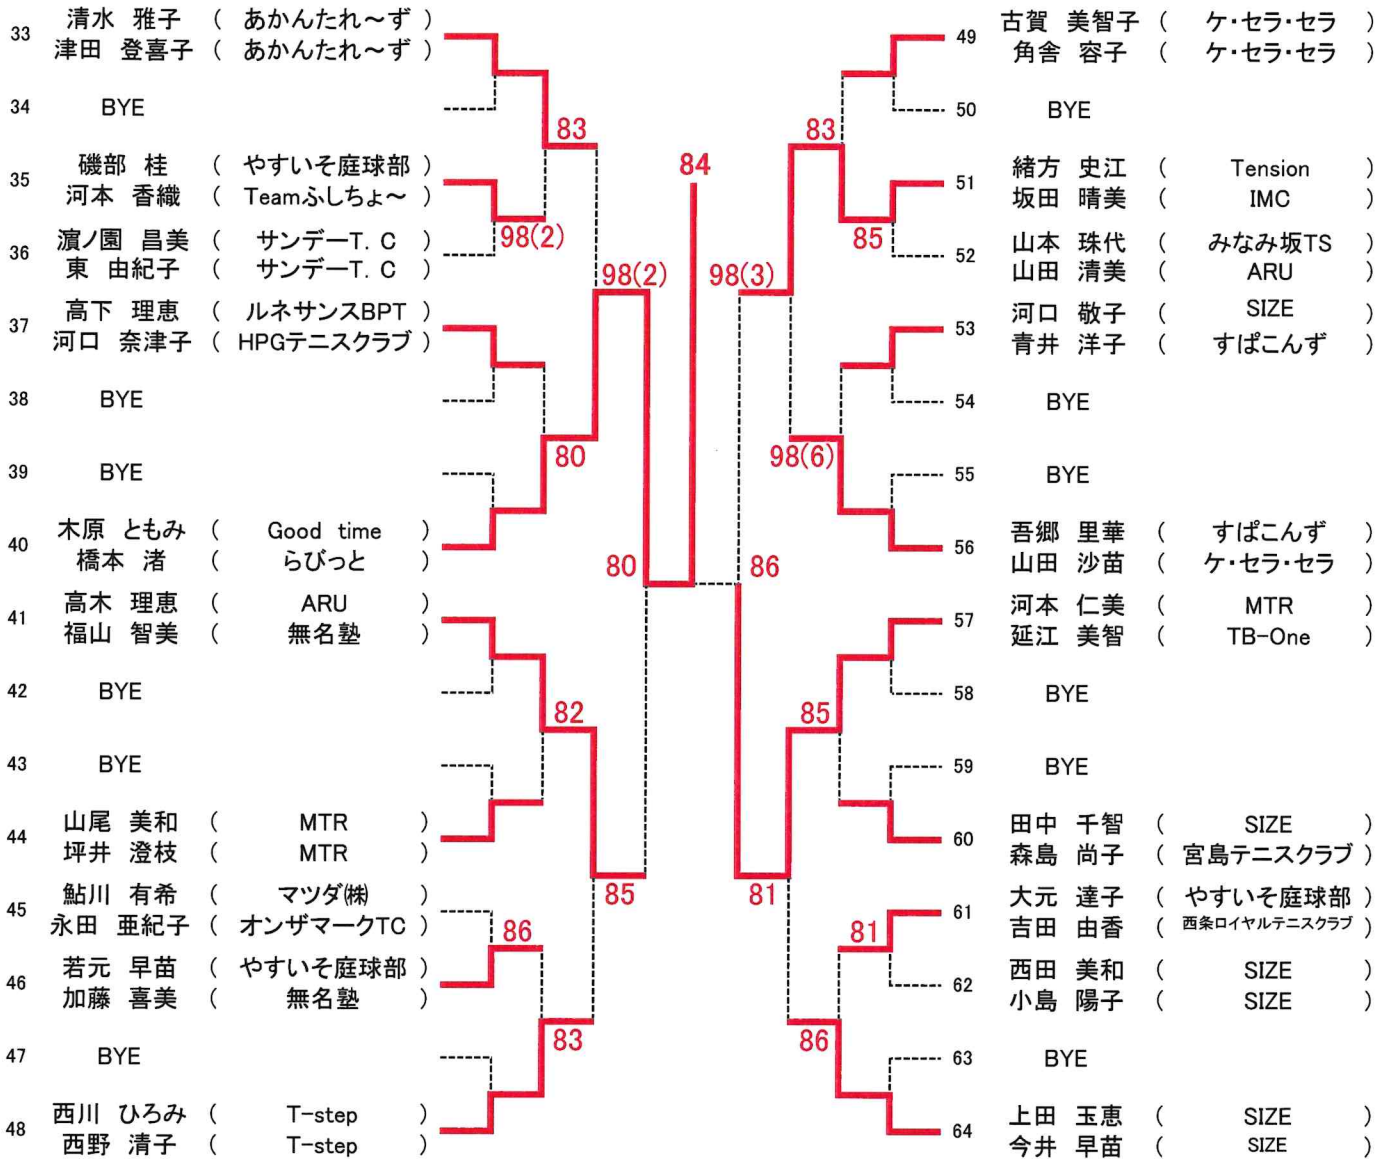 33
清水 雅子 ( あかんたれ～ず )
津田 登喜子 ( あかんたれ～ず )
34 BYE
83
35
磯部 桂 ( やすいそ庭球部 )
河本 香織 ( Teamふしちょ～ )
98(2)
36
濵ノ園 昌美 ( サンデーT. C )
東 由紀子 ( サンデーT. C )
98(2)
37
高下 理恵 ( ルネサンスBPT )
河口 奈津子 ( HPGテニスクラブ )
38 BYE
80
39 BYE
40
木原 ともみ ( Good time )
橋本 渚 ( らびっと )
80
41
高木 理恵 ( ARU )
福山 智美 ( 無名塾 )
42 BYE
82
43 BYE
44
山尾 美和 ( MTR )
坪井 澄枝 ( MTR )
85
45
鮎川 有希 ( マツダ㈱ )
永田 亜紀子 ( オンザマークTC )
86
46
若元 早苗 ( やすいそ庭球部 )
加藤 喜美 ( 無名塾 )
83
47 BYE
48
西川 ひろみ ( T-step )
西野 清子 ( T-step )
84
49
古賀 美智子 ( ケ・セラ・セラ )
角舎 容子 ( ケ・セラ・セラ )
50 BYE
83
51
緒方 史江 ( Tension )
坂田 晴美 ( IMC )
85
52
山本 珠代 ( みなみ坂TS )
山田 清美 ( ARU )
98(3)
53
河口 敬子 ( SIZE )
青井 洋子 ( すぱこんず )
54 BYE
98(6)
55 BYE
56
吾郷 里華 ( すぱこんず )
山田 沙苗 ( ケ・セラ・セラ )
86
57
河本 仁美 ( MTR )
延江 美智 ( TB-One )
58 BYE
85
59 BYE
60
田中 千智 ( SIZE )
森島 尚子 ( 宮島テニスクラブ )
81
61
大元 達子 ( やすいそ庭球部 )
吉田 由香 ( 西条ロイヤルテニスクラブ )
81
62
西田 美和 ( SIZE )
小島 陽子 ( SIZE )
86
63 BYE
64
上田 玉恵 ( SIZE )
今井 早苗 ( SIZE )